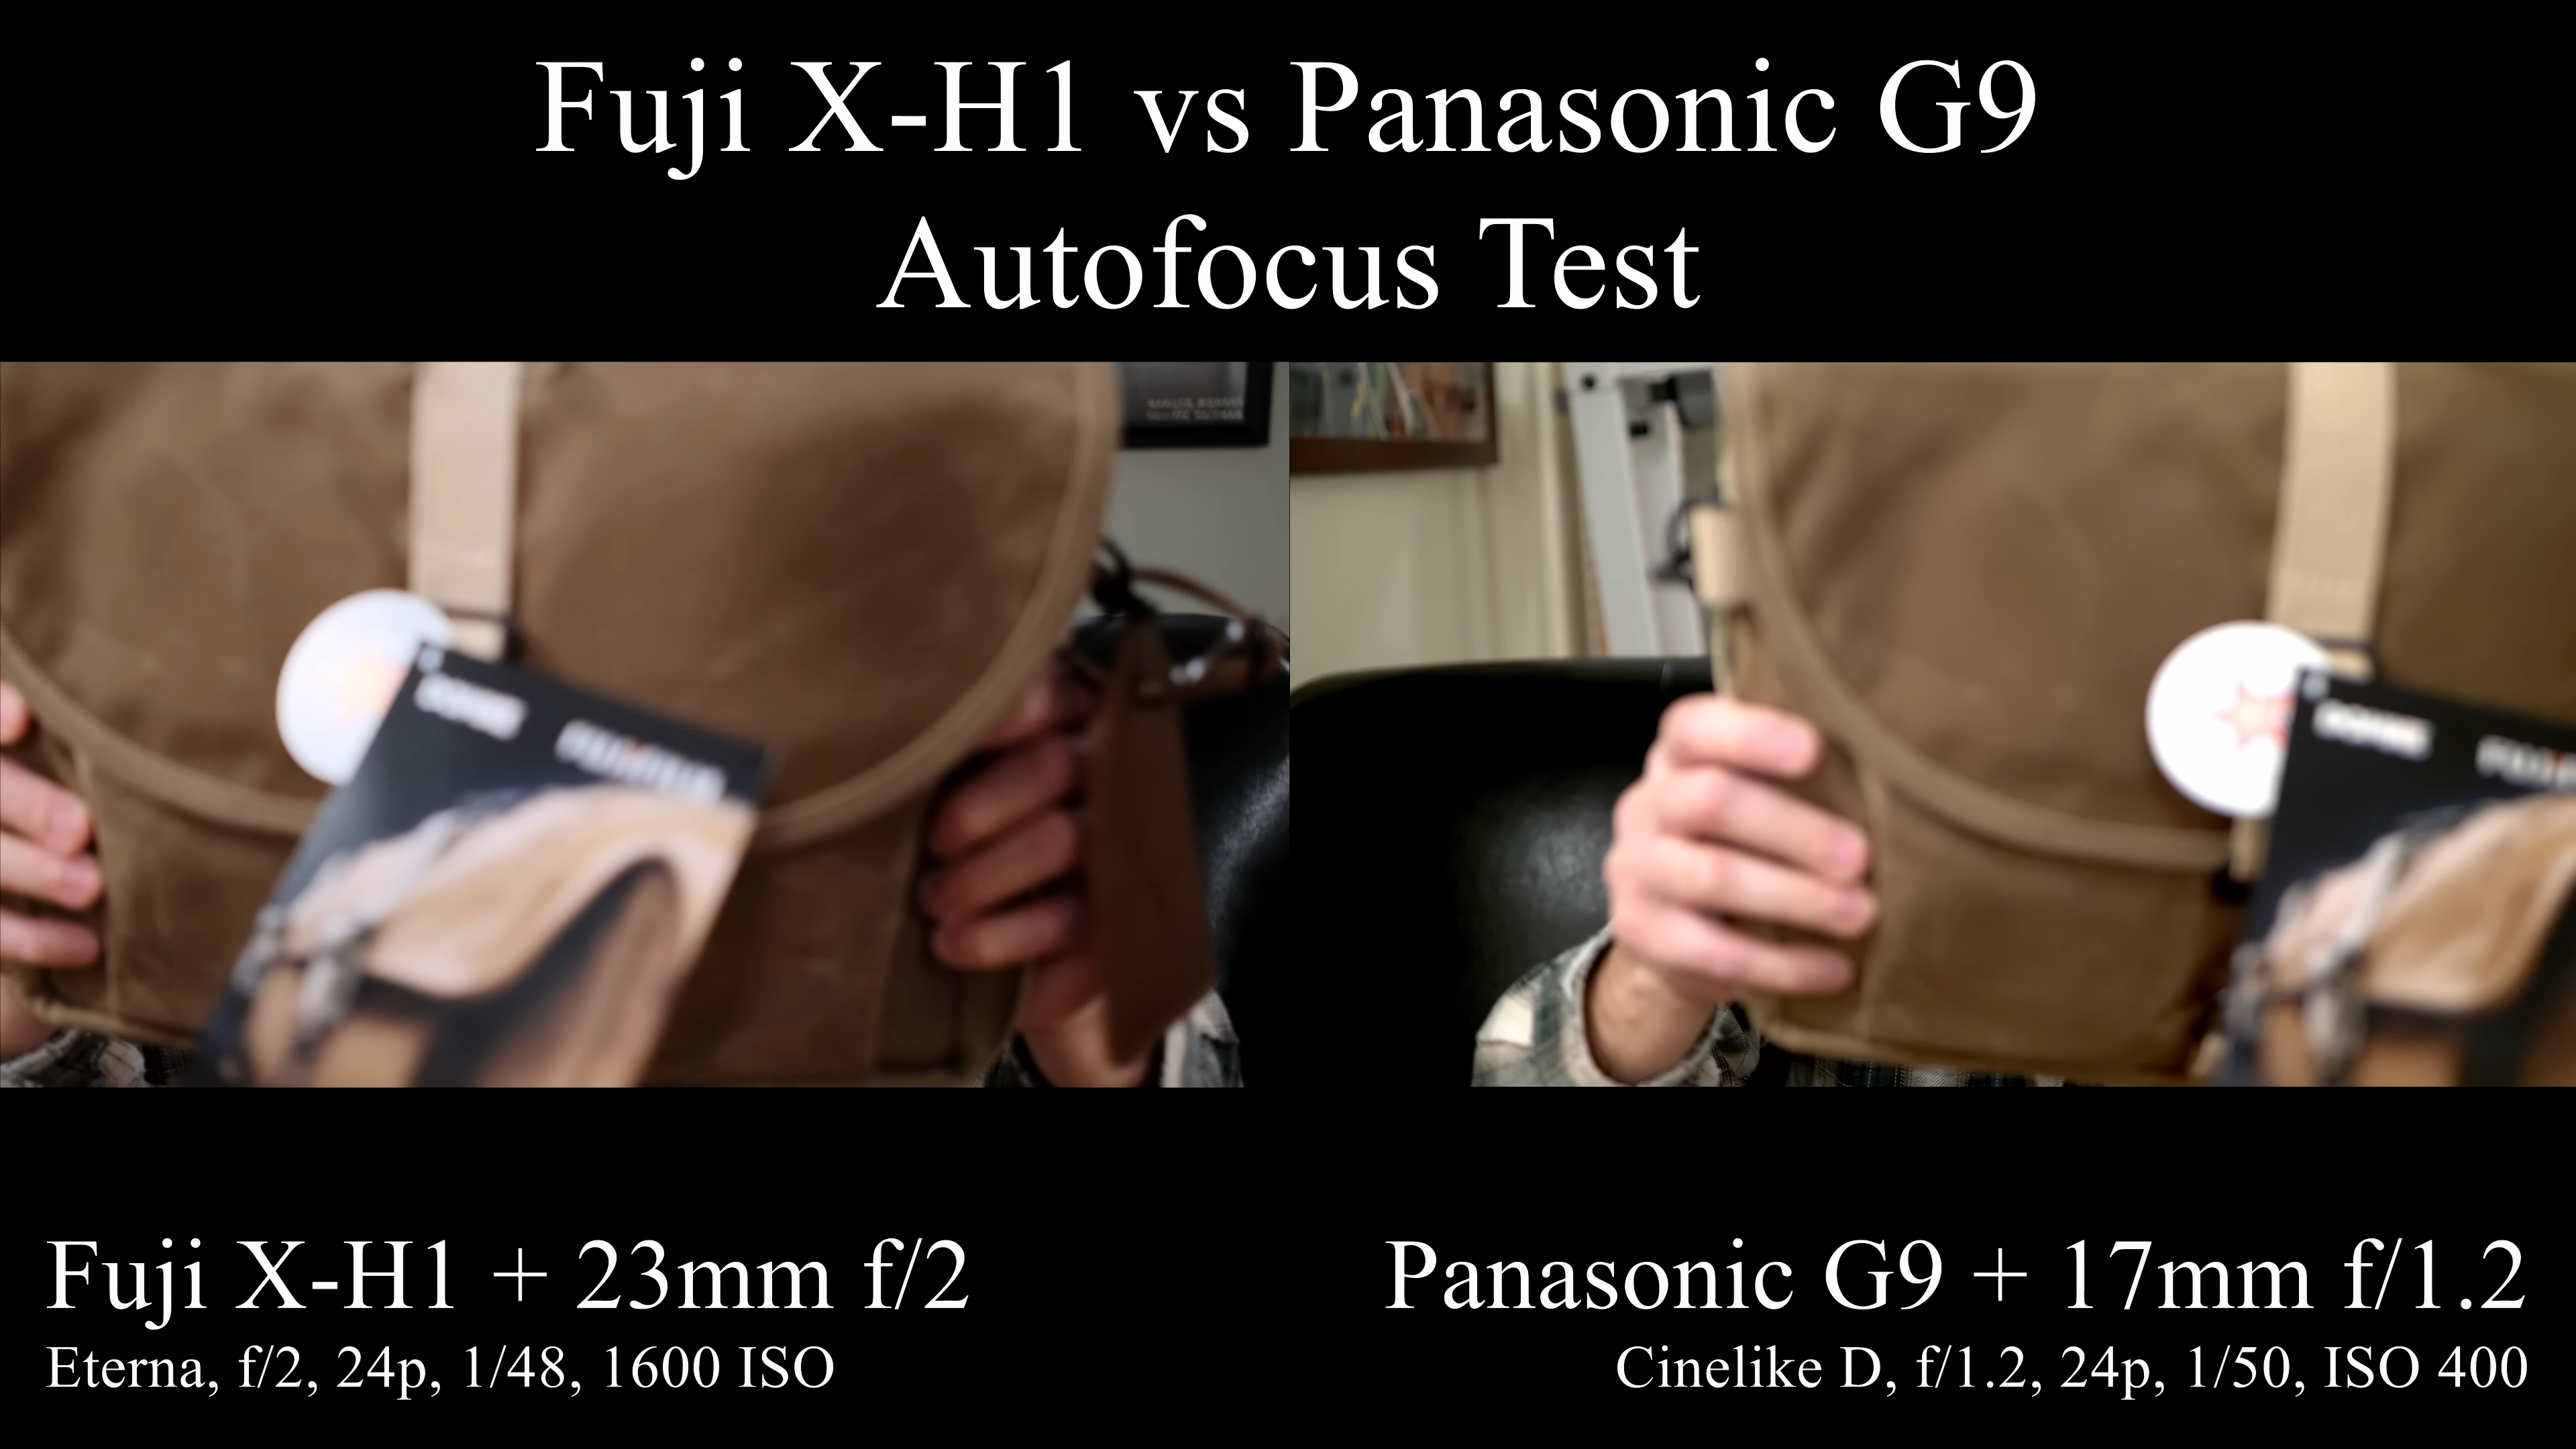 Fuji X-H1 vs Panasonic G9
Autofocus Test
Fuji X-H1 + 23mm f/2
Eterna, f/2, 24p, 1/48, 1600 ISO
Panasonic G9 + 17mm f/1.2
Cinelike D, f/1.2, 24p, 1/50, ISO 400